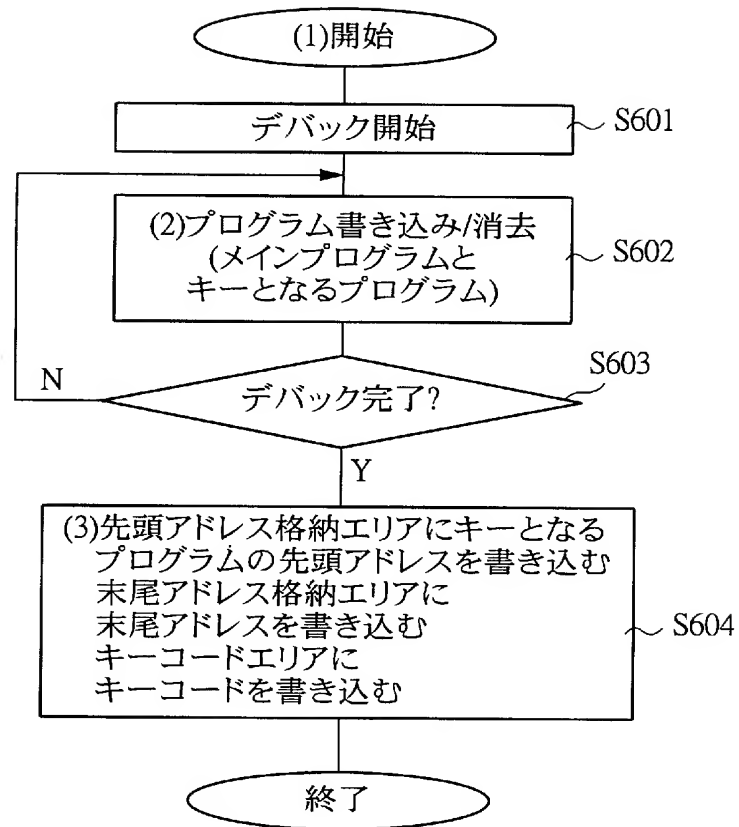 (1)開始
デバック開始
S601
(2)プログラム書き込み/消去
(メインプログラムと
キーとなるプログラム)
S602
S603
N
デバック完了?
Y
(3)先頭アドレス格納エリアにキーとなる
プログラムの先頭アドレスを書き込む
末尾アドレス格納エリアに
末尾アドレスを書き込む
キーコードエリアに
キーコードを書き込む
S604
終了